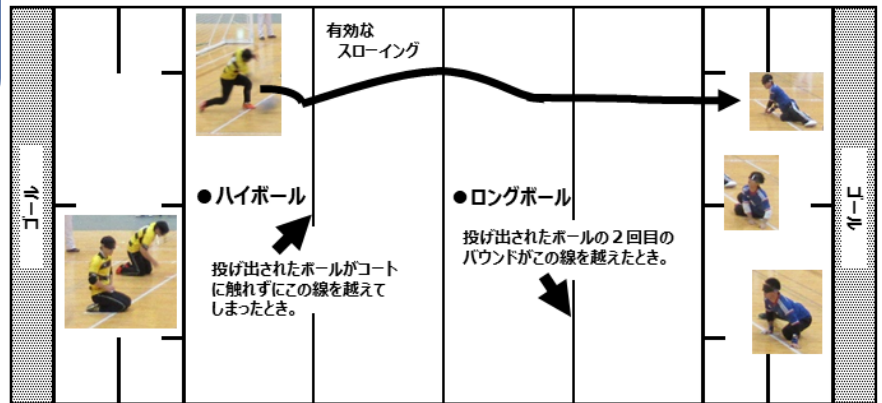 有効な
スローイング
ゴール
●ハイボール
投げ出されたボールがコート
に触れずにこの線を越えて
しまったとき。
●ロングボール
投げ出されたボールの２回目の
バウンドがこの線を越えたとき。
ゴール